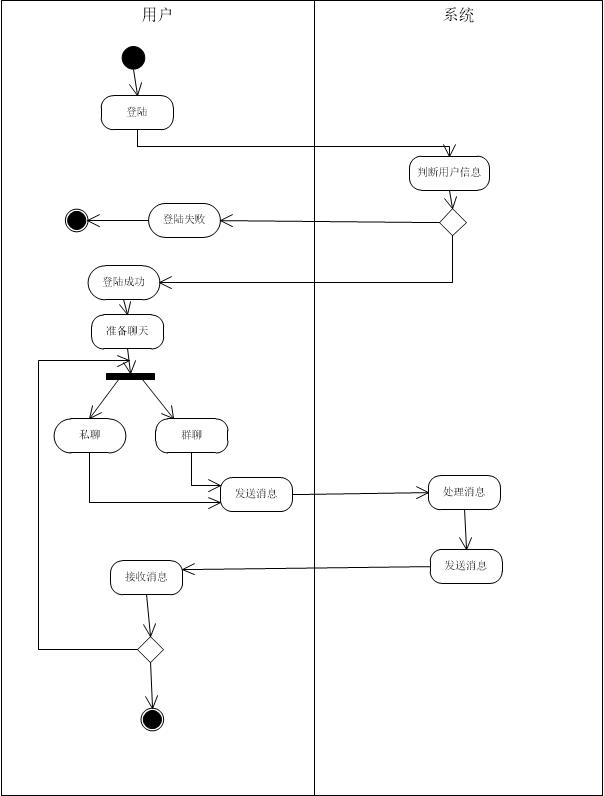 用户
系统
登陆
判断用户信息
登陆失败
登陆成功
准备聊天
私聊
群聊
发送消息
处理消息
接收消息
发送消息